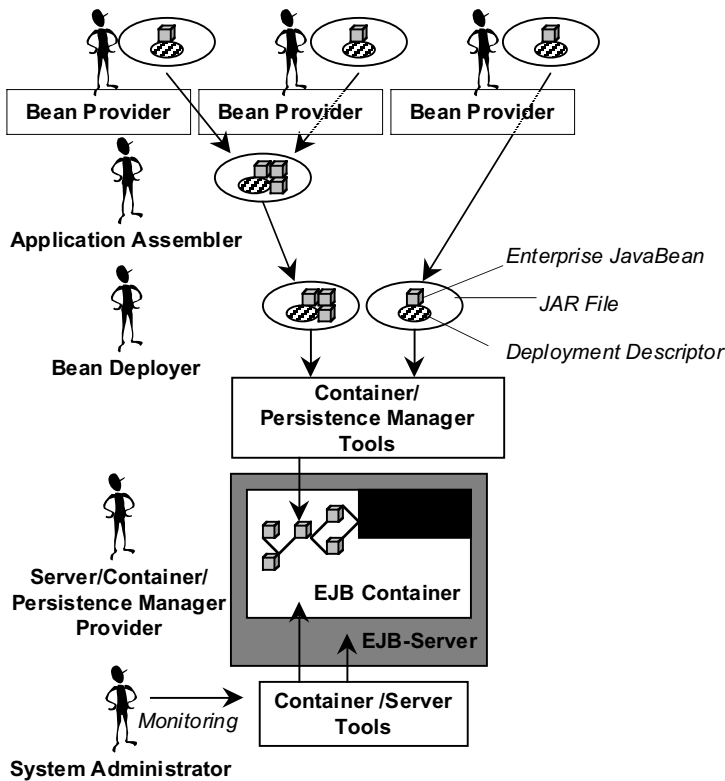 Bean Provider
Bean Provider
Bean Provider
Application Assembler
Enterprise JavaBean
JAR File
Deployment Descriptor
Bean Deployer
Container/
Persistence Manager
Tools
Server/Container/
Persistence Manager
Provider
EJB Container
EJB-Server
Monitoring
Container /Server
Tools
System Administrator